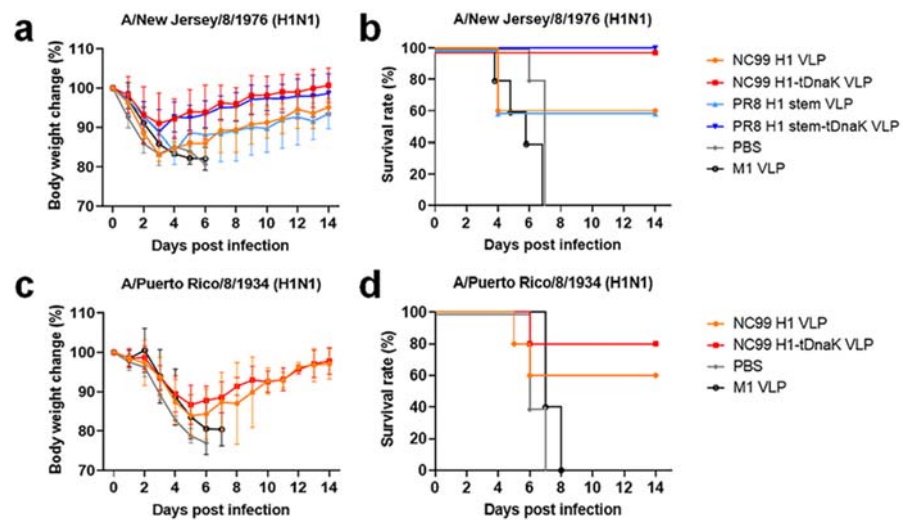 a
A/New Jersey/8/1976 (H1N1)
Body weight change (%)
110
100
90
80
70
0 2 4 6 8 10 12 14
Days post infection
b
A/New Jersey/8/1976 (H1N1)
Survival rate (%)
100
80
60
40
20
0
0 2 4 6 8 10 12 14
Days post infection
NC99 H1 VLP
NC99 H1-tDnaK VLP
PR8 H1 stem VLP
PR8 H1 stem-tDnaK VLP
PBS
M1 VLP
c
A/Puerto Rico/8/1934 (H1N1)
Body weight change (%)
110
100
90
80
70
0 2 4 6 8 10 12 14
Days post infection
d
A/Puerto Rico/8/1934 (H1N1)
Survival rate (%)
100
80
60
40
20
0
0 2 4 6 8 10 12 14
Days post infection
NC99 H1 VLP
NC99 H1-tDnaK VLP
PBS
M1 VLP